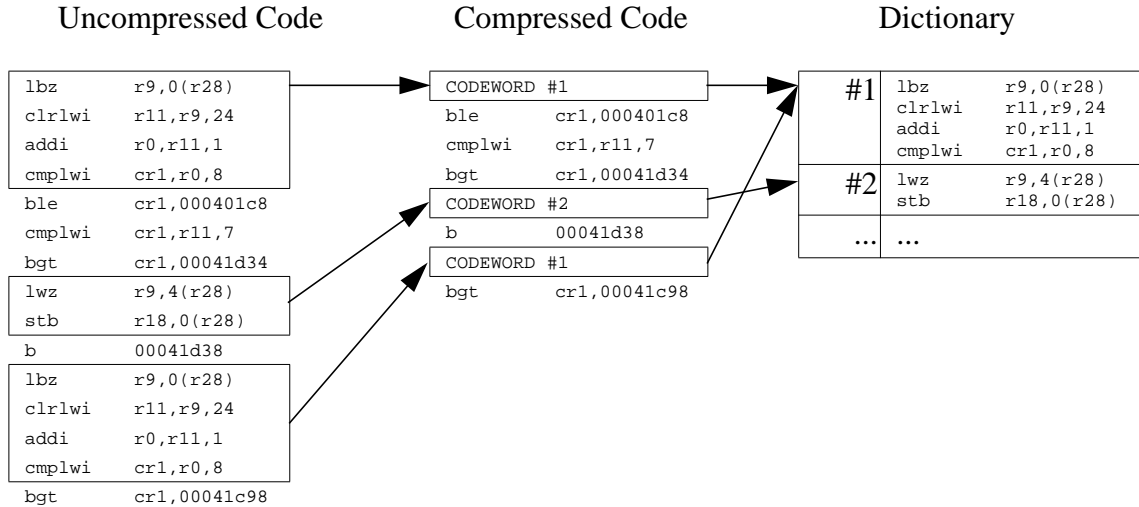 Uncompressed Code
lbz r9,0(r28)
clrlwi r11,r9,24
addi r0,r11,1
cmplwi cr1,r0,8
ble cr1,000401c8
cmplwi cr1,r11,7
bgt cr1,00041d34
lwz r9,4(r28)
stb r18,0(r28)
b 00041d38
lbz r9,0(r28)
clrlwi r11,r9,24
addi r0,r11,1
cmplwi cr1,r0,8
bgt cr1,00041c98
Compressed Code
CODEWORD #1
ble cr1,000401c8
cmplwi cr1,r11,7
bgt cr1,00041d34
CODEWORD #2
b 00041d38
CODEWORD #1
bgt cr1,00041c98
Dictionary
#1 lbz r9,0(r28)
clrlwi r11,r9,24
addi r0,r11,1
cmplwi cr1,r0,8
#2 lwz r9,4(r28)
stb r18,0(r28)
... ...